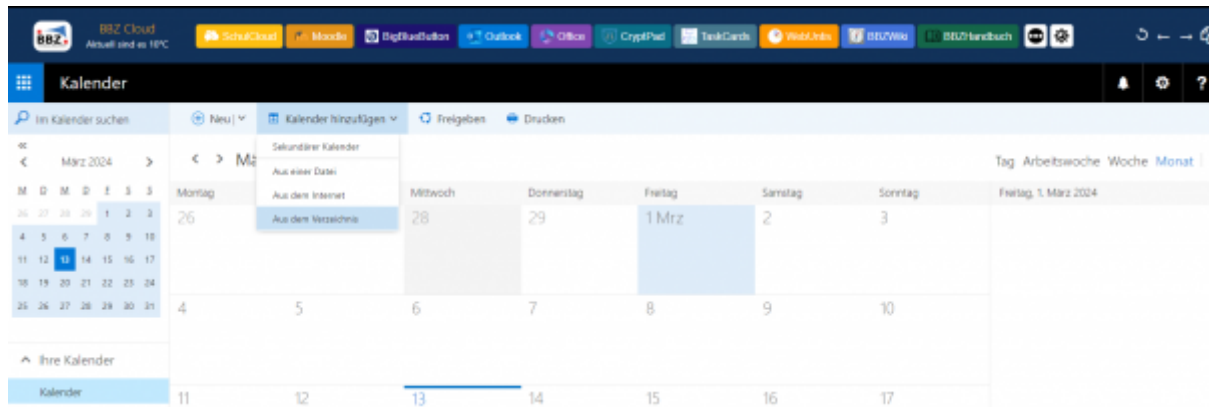 BBZ Cloud
BBZ. Aktuell sind es 10°C
SchulCloud Moodle BigBlueButton Outlook Office CryptPad TaskCards WebUntis BBZWiki BBZHandbuch
Kalender
?
Im Kalender suchen Neu Kalender hinzufügen Freigeben Drucken
Sekundärer Kalender
Aus einer Datei
Aus dem Internet
Aus dem Verzeichnis
« 
< März 2024 > < > Mä Tag Arbeitswoche Woche Monat
M D M D F S S Montag Mittwoch Donnerstag Freitag Samstag Sonntag Freitag, 1. März 2024
26 27 28 29 1 2 3 26 28 29 1 Mrz 2 3
4 5 6 7 8 9 10
11 12 13 14 15 16 17
18 19 20 21 22 23 24
25 26 27 28 29 30 31 4 5 6 7 8 9 10
Ihre Kalender
Kalender 11 12 13 14 15 16 17